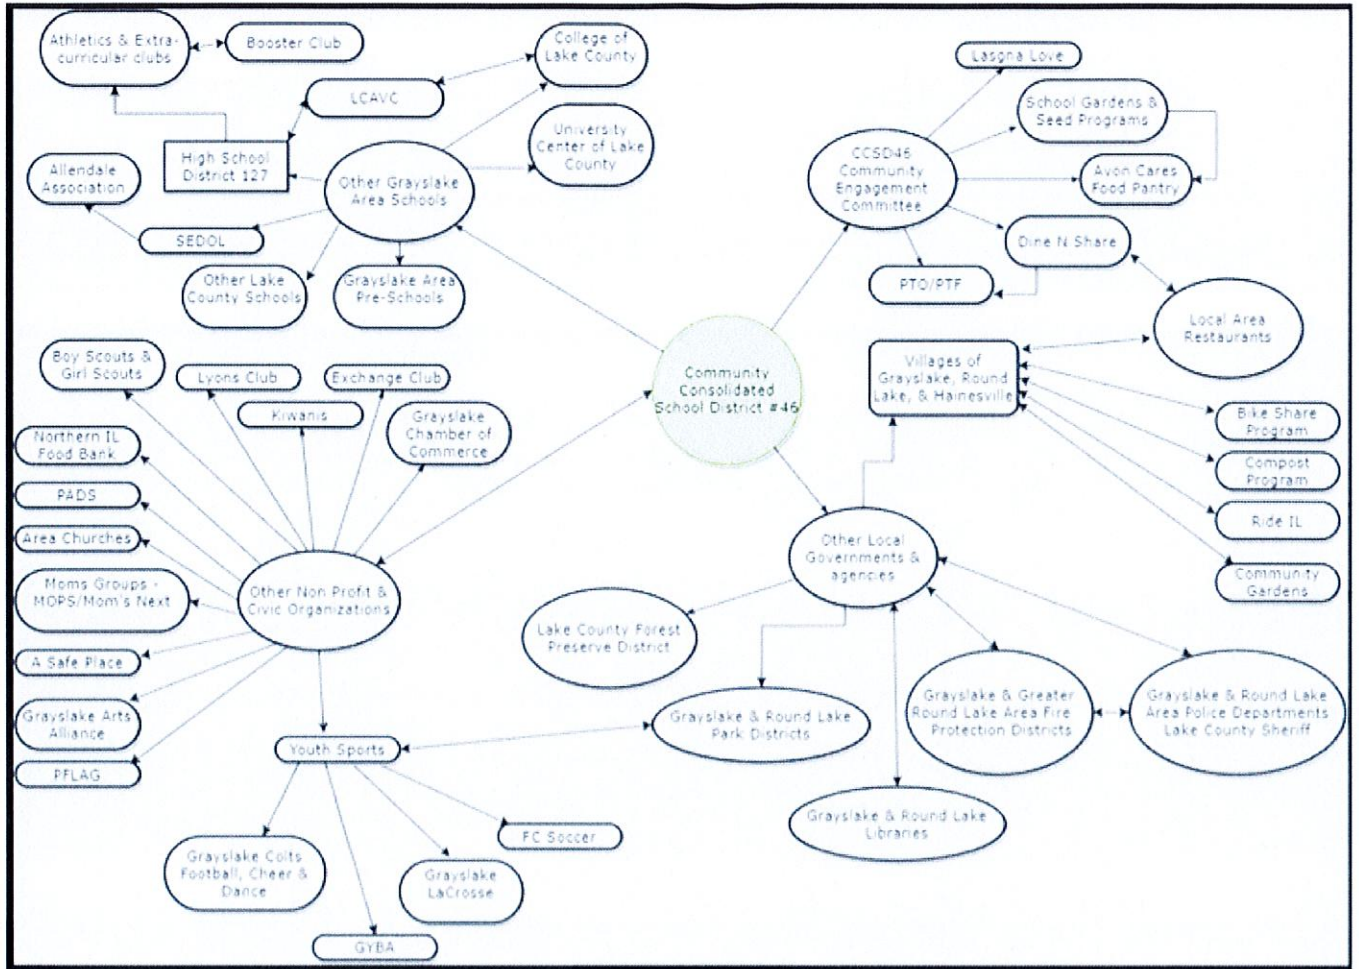 Athletics & Extra-
curricular clubs
Booster Club
College of
Lake County
LCAVC
University
Center of Lake
County
High School
District 127
Other Grayslake
Area Schools
Allendale
Association
SEDOL
Other Lake
County Schools
Grayslake Area
Pre-Schools
Lasgna Love
School Gardens &
Seed Programs
CCSD46
Community
Engagement
Committee
Avon Cares
Food Pantry
Dine N Share
PTO/PTF
Local Area
Restaurants
Villages of
Grayslake, Round
Lake, & Hainesville
Bike Share
Program
Compost
Program
Ride IL
Community
Gardens
Community
Consolidated
School District #46
Boy Scouts &
Girl Scouts
Lyons Club
Exchange Club
Kiwanis
Grayslake
Chamber of
Commerce
Northern IL
Food Bank
PADS
Area Churches
Moms Groups -
MOPS/Mom's Next
Other Non Profit &
Civic Organizations
A Safe Place
Grayslake Arts
Alliance
PFLAG
Youth Sports
Grayslake Colts
Football, Cheer &
Dance
GYBA
Grayslake
LaCrosse
FC Soccer
Other Local
Governments &
agencies
Lake County Forest
Preserve District
Grayslake & Round Lake
Park Districts
Grayslake & Round Lake
Libraries
Grayslake & Greater
Round Lake Area Fire
Protection Districts
Grayslake & Round Lake
Area Police Departments
Lake County Sheriff